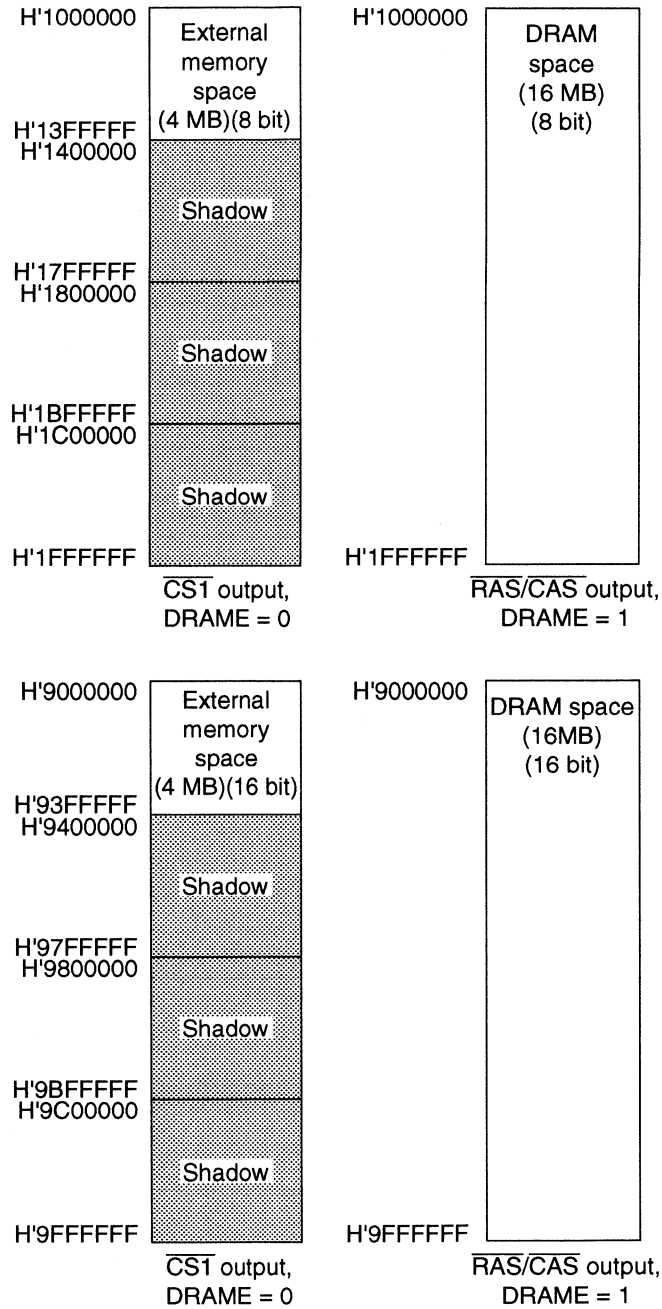 H'1000000
External
memory
space
(4 MB)(8 bit)
H'13FFFFF
H'1400000
Shadow
H'17FFFFF
H'1800000
Shadow
H'1BFFFFF
H'1C00000
Shadow
H'1FFFFFF
CS1 output,
DRAME = 0
H'1000000
DRAM
space
(16 MB)
(8 bit)
H'1FFFFFF
RAS/CAS output,
DRAME = 1
H'9000000
External
memory
space
(4 MB)(16 bit)
H'93FFFFF
H'9400000
Shadow
H'97FFFFF
H'9800000
Shadow
H'9BFFFFF
H'9C00000
Shadow
H'9FFFFFF
CS1 output,
DRAME = 0
H'9000000
DRAM space
(16MB)
(16 bit)
H'9FFFFFF
RAS/CAS output,
DRAME = 1